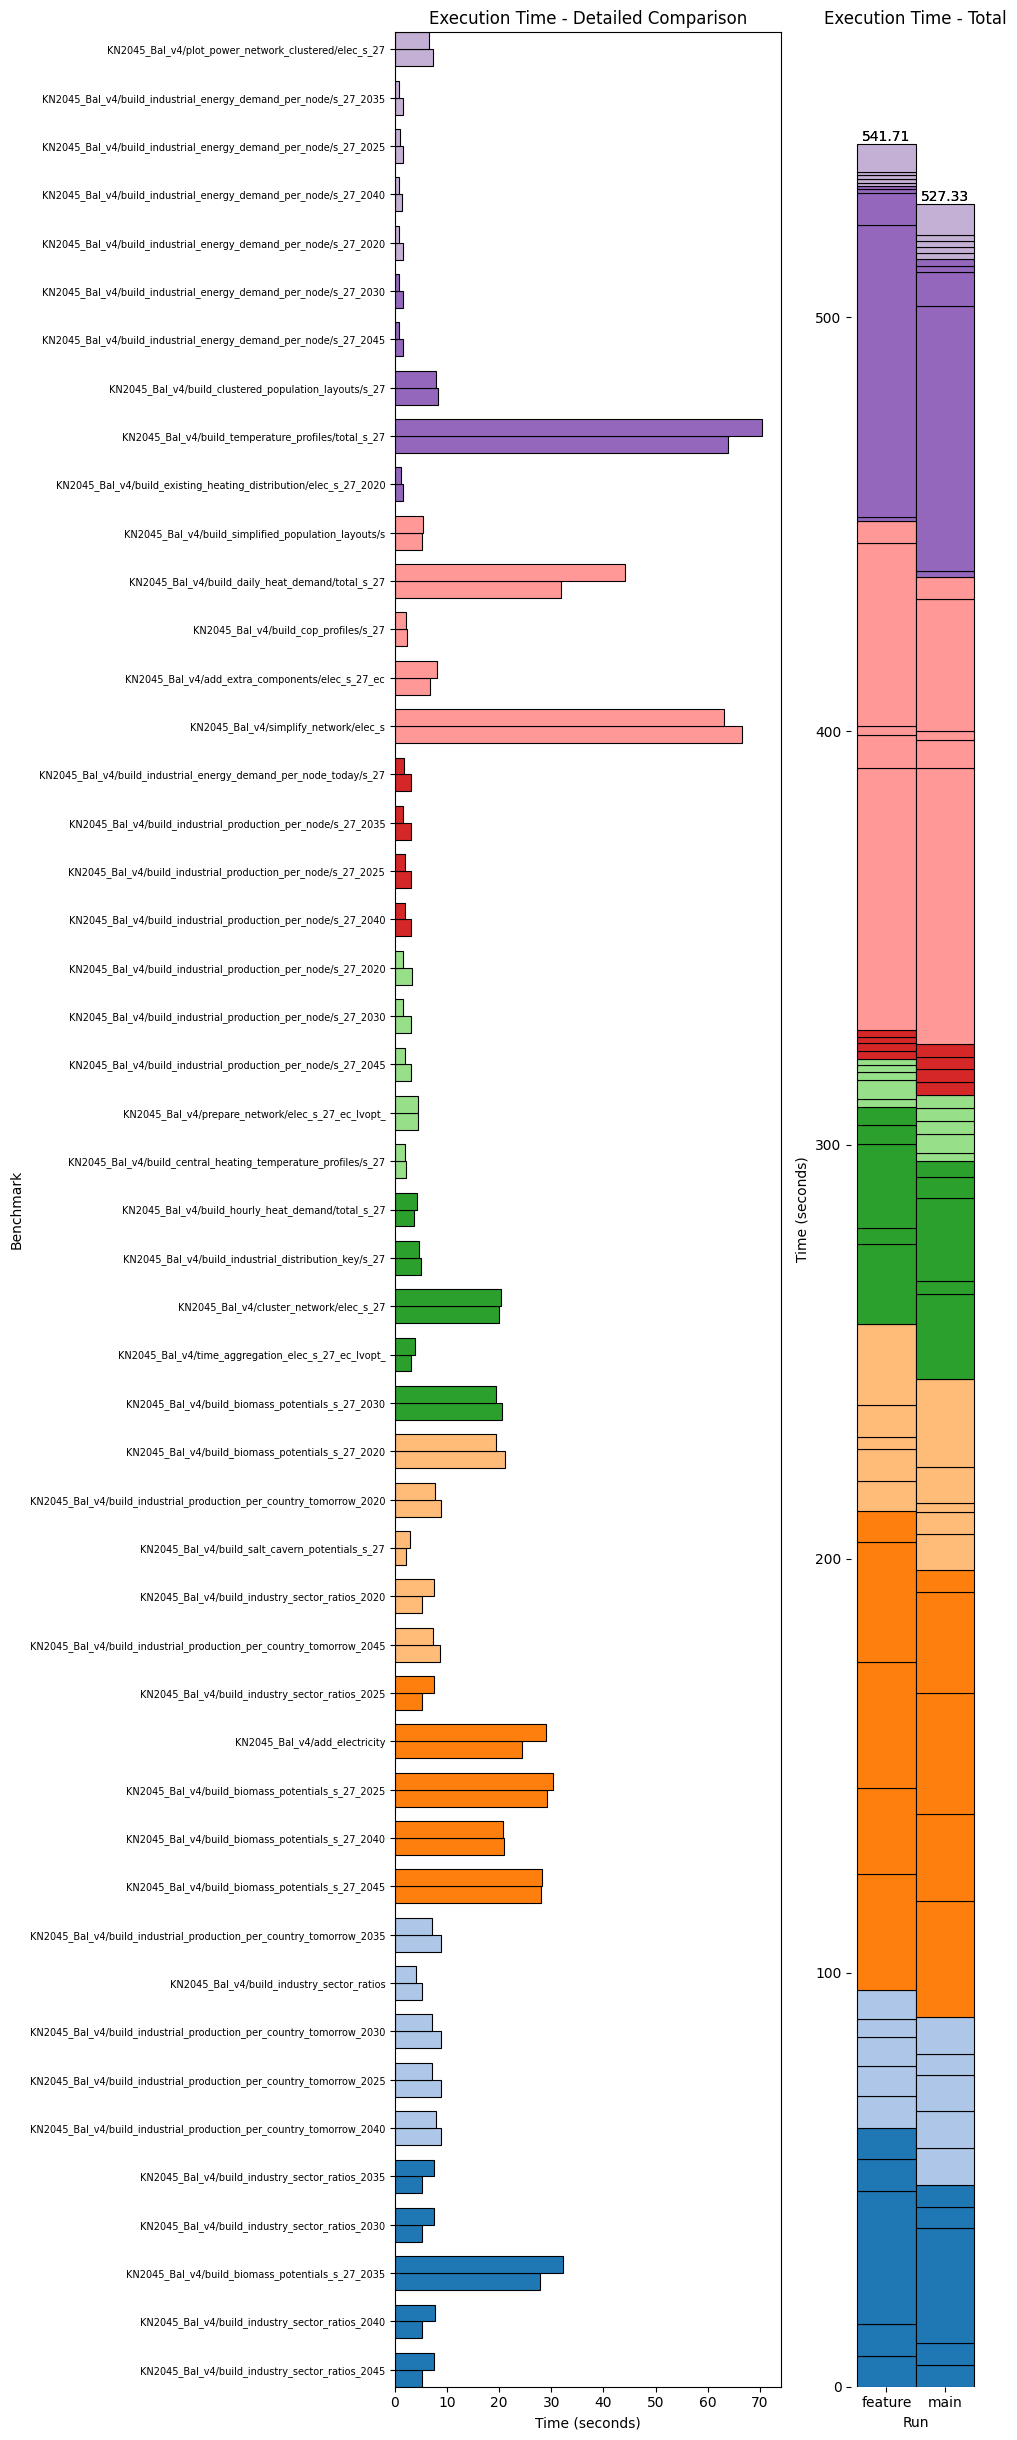 Execution Time - Detailed Comparison
Execution Time - Total
KN2045_Bal_v4/plot_power_network_clustered/elec_s_27
KN2045_Bal_v4/build_industrial_energy_demand_per_node/s_27_2035
KN2045_Bal_v4/build_industrial_energy_demand_per_node/s_27_2025
KN2045_Bal_v4/build_industrial_energy_demand_per_node/s_27_2040
KN2045_Bal_v4/build_industrial_energy_demand_per_node/s_27_2020
KN2045_Bal_v4/build_industrial_energy_demand_per_node/s_27_2030
KN2045_Bal_v4/build_industrial_energy_demand_per_node/s_27_2045
KN2045_Bal_v4/build_clustered_population_layouts/s_27
KN2045_Bal_v4/build_temperature_profiles/total_s_27
KN2045_Bal_v4/build_existing_heating_distribution/elec_s_27_2020
KN2045_Bal_v4/build_simplified_population_layouts/s
KN2045_Bal_v4/build_daily_heat_demand/total_s_27
KN2045_Bal_v4/build_cop_profiles/s_27
KN2045_Bal_v4/add_extra_components/elec_s_27_ec
KN2045_Bal_v4/simplify_network/elec_s
KN2045_Bal_v4/build_industrial_energy_demand_per_node_today/s_27
KN2045_Bal_v4/build_industrial_production_per_node/s_27_2035
KN2045_Bal_v4/build_industrial_production_per_node/s_27_2025
KN2045_Bal_v4/build_industrial_production_per_node/s_27_2040
KN2045_Bal_v4/build_industrial_production_per_node/s_27_2020
KN2045_Bal_v4/build_industrial_production_per_node/s_27_2030
KN2045_Bal_v4/build_industrial_production_per_node/s_27_2045
KN2045_Bal_v4/prepare_network/elec_s_27_ec_lvopt_
KN2045_Bal_v4/build_central_heating_temperature_profiles/s_27
KN2045_Bal_v4/build_hourly_heat_demand/total_s_27
KN2045_Bal_v4/build_industrial_distribution_key/s_27
KN2045_Bal_v4/cluster_network/elec_s_27
KN2045_Bal_v4/time_aggregation_elec_s_27_ec_lvopt_
KN2045_Bal_v4/build_biomass_potentials_s_27_2030
KN2045_Bal_v4/build_biomass_potentials_s_27_2020
KN2045_Bal_v4/build_industrial_production_per_country_tomorrow_2020
KN2045_Bal_v4/build_salt_cavern_potentials_s_27
KN2045_Bal_v4/build_industry_sector_ratios_2020
KN2045_Bal_v4/build_industrial_production_per_country_tomorrow_2045
KN2045_Bal_v4/build_industry_sector_ratios_2025
KN2045_Bal_v4/add_electricity
KN2045_Bal_v4/build_biomass_potentials_s_27_2025
KN2045_Bal_v4/build_biomass_potentials_s_27_2040
KN2045_Bal_v4/build_biomass_potentials_s_27_2045
KN2045_Bal_v4/build_industrial_production_per_country_tomorrow_2035
KN2045_Bal_v4/build_industry_sector_ratios
KN2045_Bal_v4/build_industrial_production_per_country_tomorrow_2030
KN2045_Bal_v4/build_industrial_production_per_country_tomorrow_2025
KN2045_Bal_v4/build_industrial_production_per_country_tomorrow_2040
KN2045_Bal_v4/build_industry_sector_ratios_2035
KN2045_Bal_v4/build_industry_sector_ratios_2030
KN2045_Bal_v4/build_biomass_potentials_s_27_2035
KN2045_Bal_v4/build_industry_sector_ratios_2040
KN2045_Bal_v4/build_industry_sector_ratios_2045
Benchmark
0 10 20 30 40 50 60 70
Time (seconds)
541.71
527.33
500
400
300
200
100
0
Time (seconds)
feature main
Run